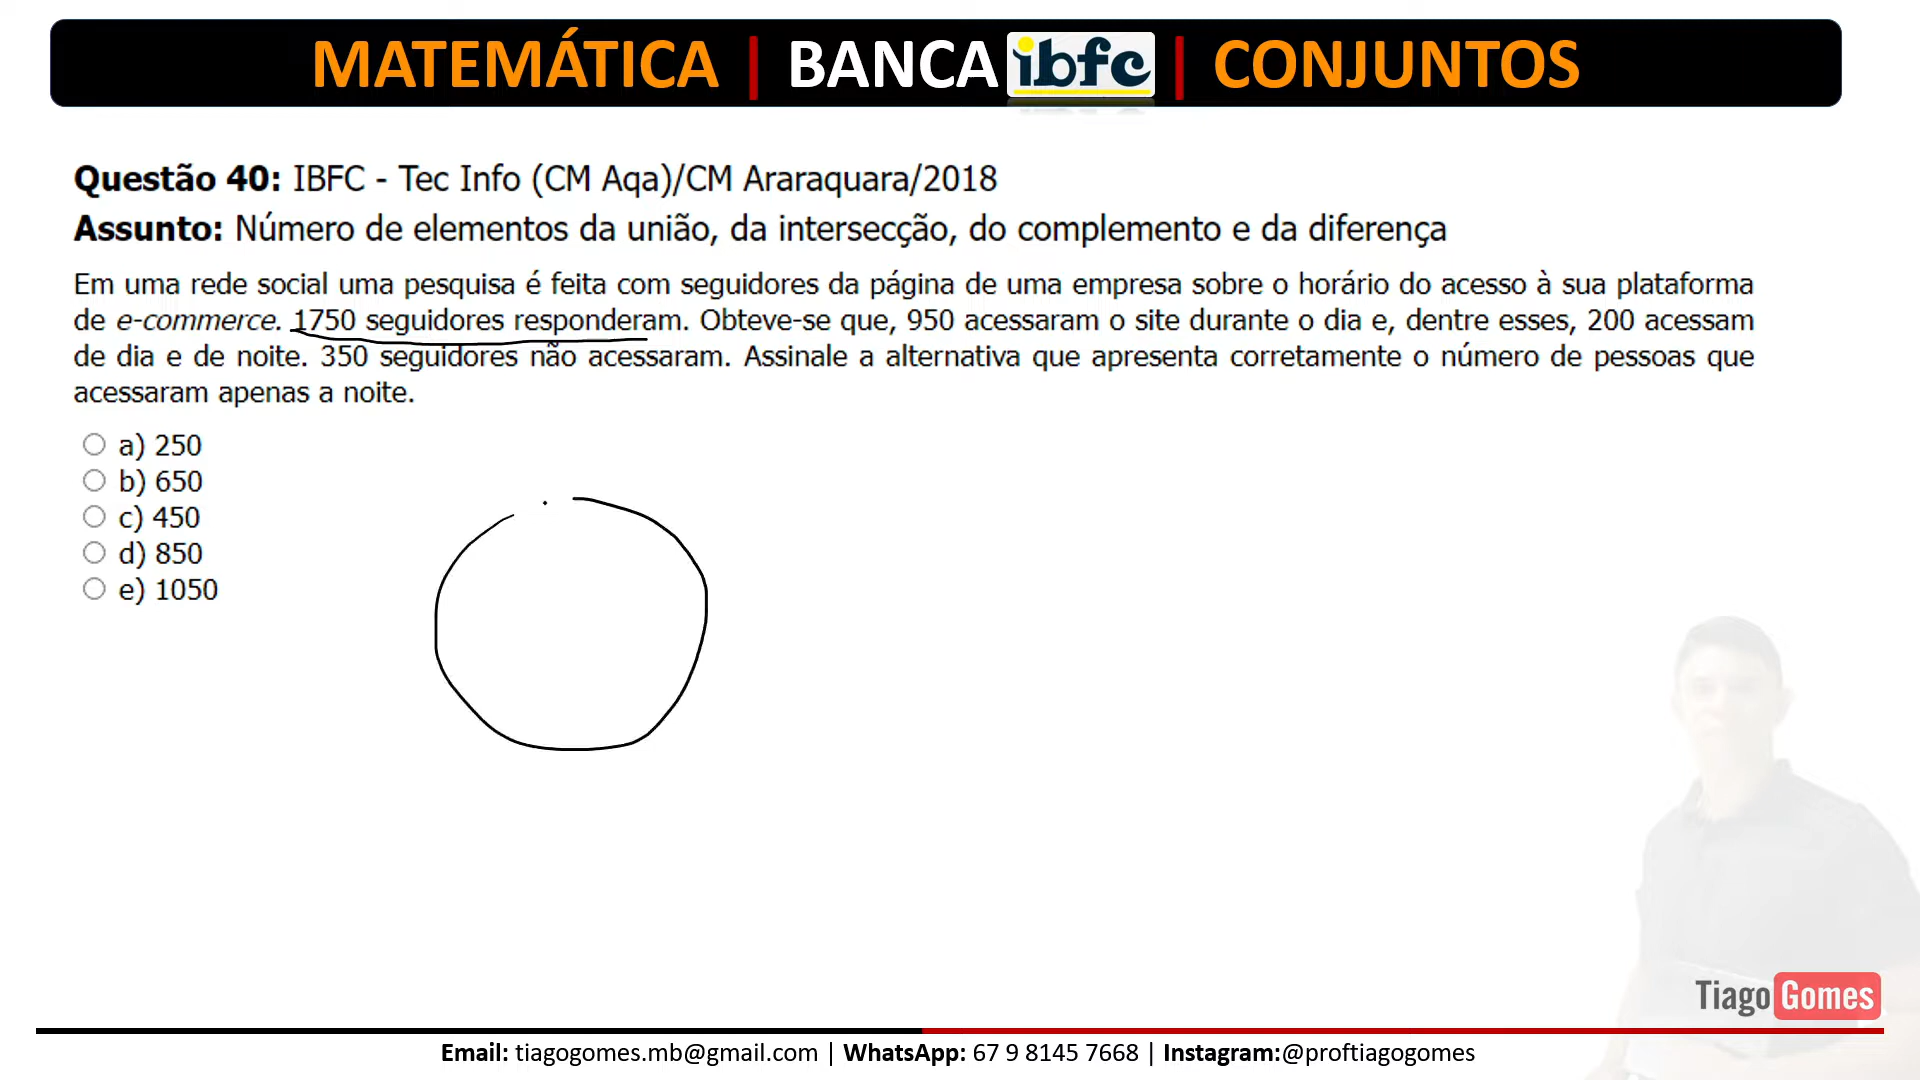 MATEMÁTICA | BANCA ibfc | CONJUNTOS
Questão 40: IBFC - Tec Info (CM Aqa)/CM Araraquara/2018
Assunto: Número de elementos da união, da intersecção, do complemento e da diferença
Em uma rede social uma pesquisa é feita com seguidores da página de uma empresa sobre o horário do acesso à sua plataforma
de e-commerce. 1750 seguidores responderam. Obteve-se que, 950 acessaram o site durante o dia e, dentre esses, 200 acessam
de dia e de noite. 350 seguidores não acessaram. Assinale a alternativa que apresenta corretamente o número de pessoas que
acessaram apenas a noite.
a) 250
b) 650
c) 450
d) 850
e) 1050
Tiago Gomes
Email: tiagogomes.mb@gmail.com | WhatsApp: 67 9 8145 7668 | Instagram:@proftiagogomes